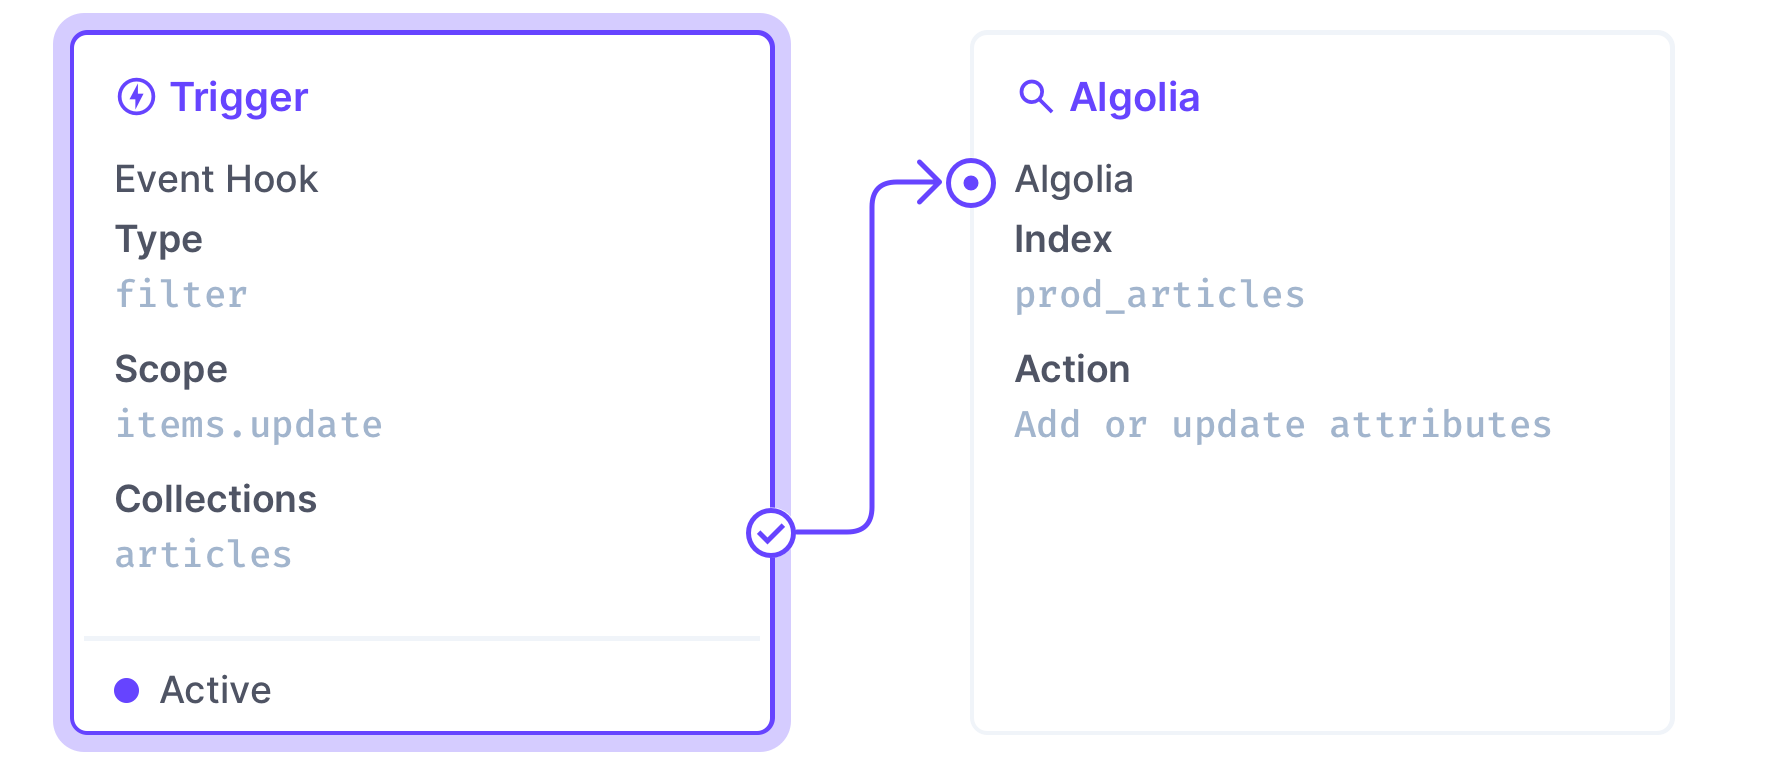 Trigger
Event Hook
Type
filter
Scope
items.update
Collections
articles
Active
Algolia
Algolia
Index
prod_articles
Action
Add or update attributes